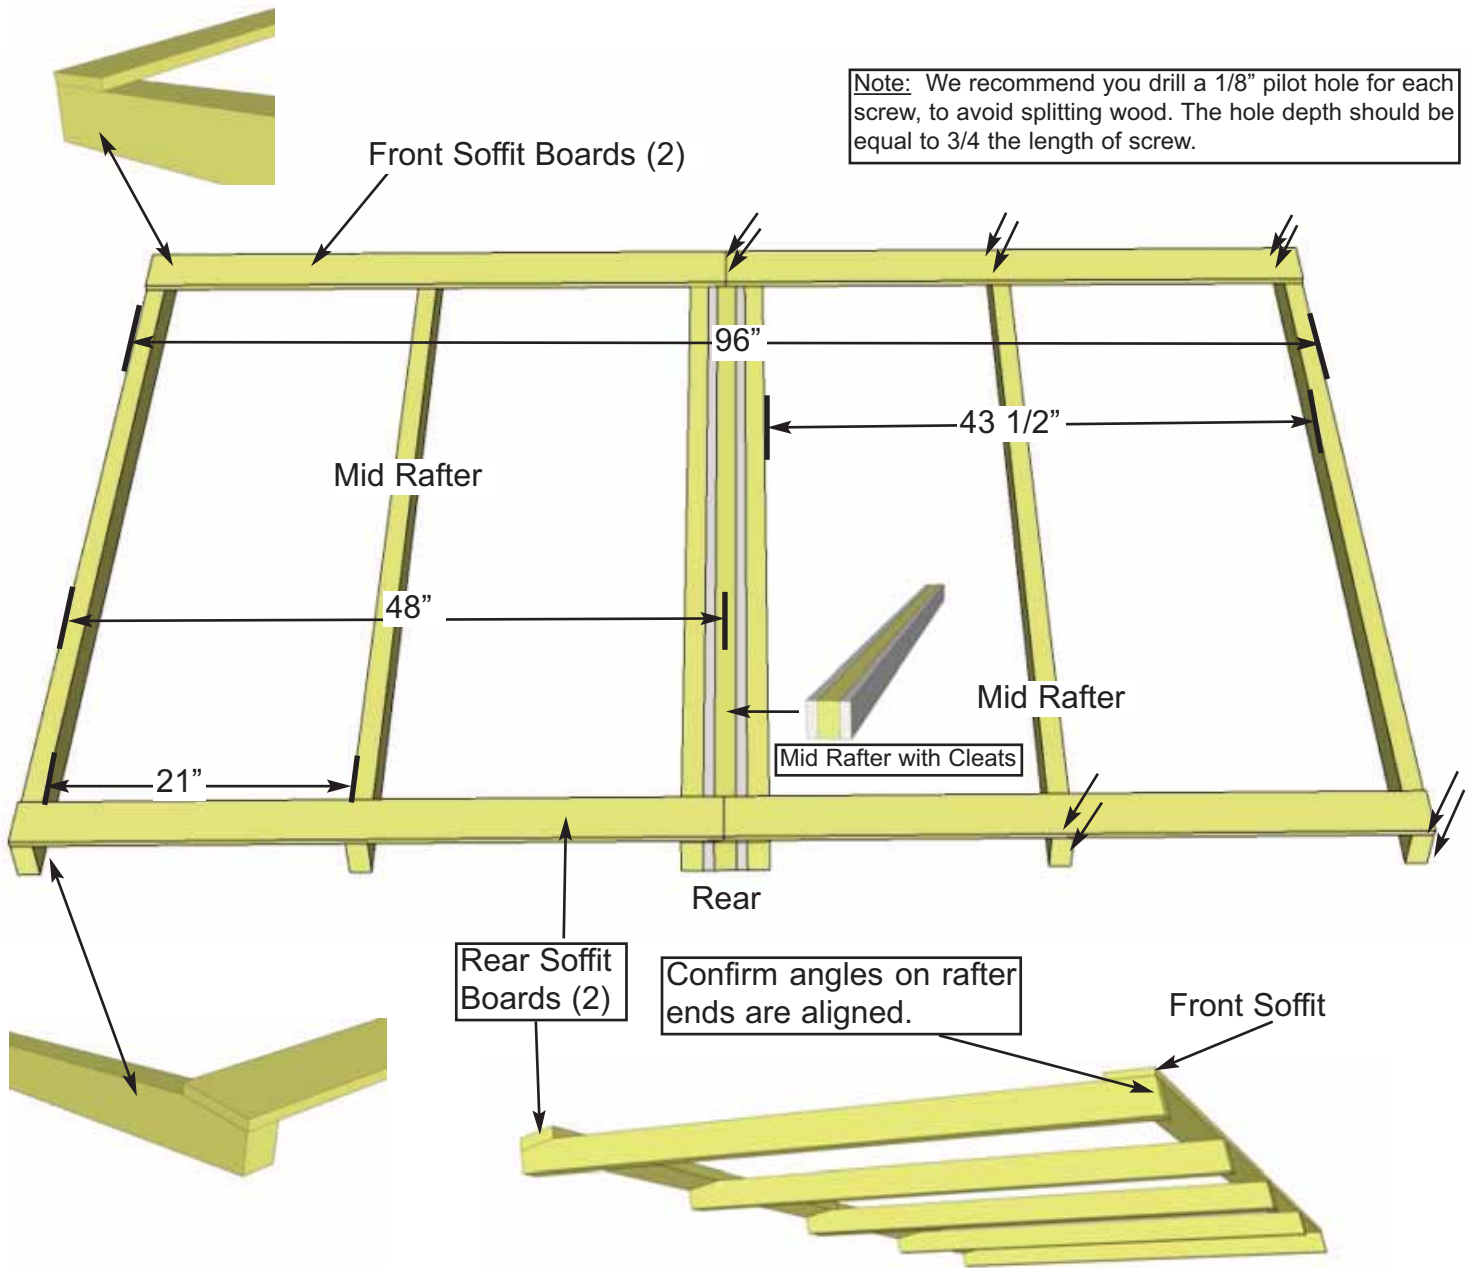 Note: We recommend you drill a 1/8” pilot hole for each
screw, to avoid splitting wood. The hole depth should be
equal to 3/4 the length of screw.
Front Soffit Boards (2)
96”
43 1/2”
Mid Rafter
48”
Mid Rafter
Mid Rafter with Cleats
21”
Rear
Rear Soffit
Boards (2)
Confirm angles on rafter
ends are aligned.
Front Soffit